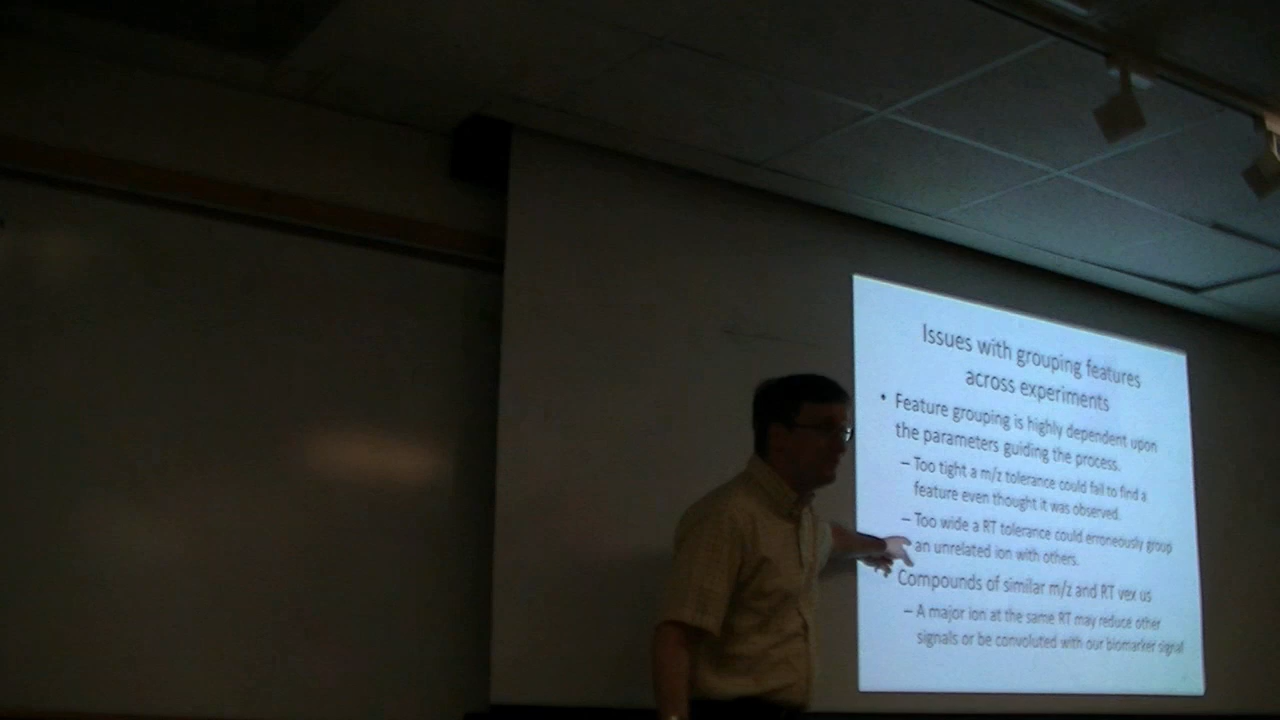 Issues with grouping features
across experiments
• Feature grouping is highly dependent upon
the parameters guiding the process.
– Too tight a m/z tolerance could fail to find a
feature even thought it was observed.
– Too wide a RT tolerance could erroneously group
an unrelated ion with others.
Compounds of similar m/z and RT vex us
– A major ion at the same RT may reduce other
signals or be convoluted with our biomarker signal